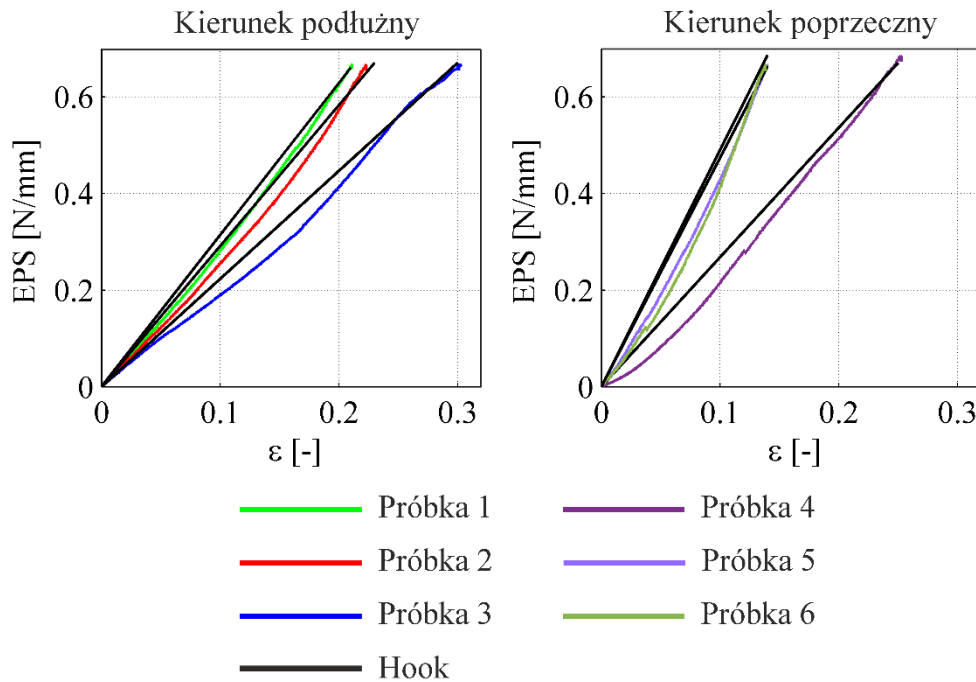 Kierunek podłużny
Kierunek poprzeczny
EPS [N/mm]
0.6
0.4
0.2
0
0 0.1 0.2 0.3
ε [-]
EPS [N/mm]
0.6
0.4
0.2
0
0 0.1 0.2 0.3
ε [-]
Próbka 1
Próbka 4
Próbka 2
Próbka 5
Próbka 3
Próbka 6
Hook